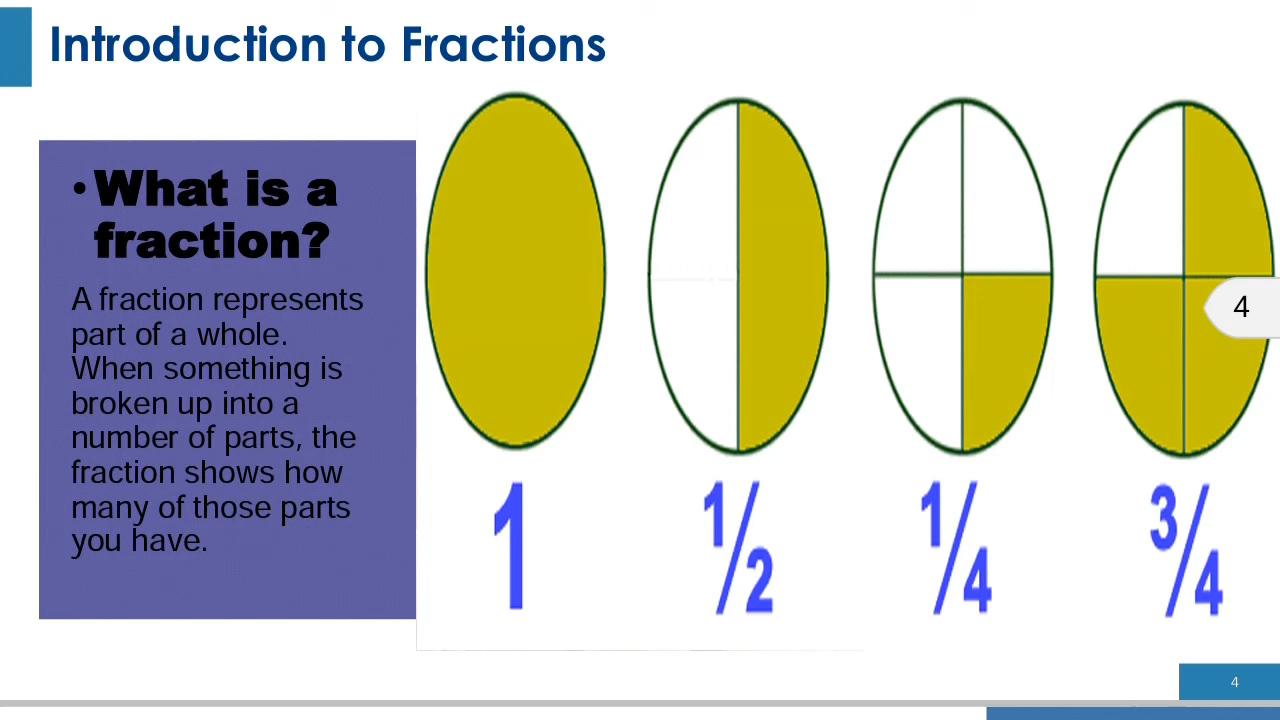 Introduction to Fractions
• What is a
fraction?
A fraction represents
part of a whole.
When something is
broken up into a
number of parts, the
fraction shows how
many of those parts
you have.
1
½
¼
¾
4
4